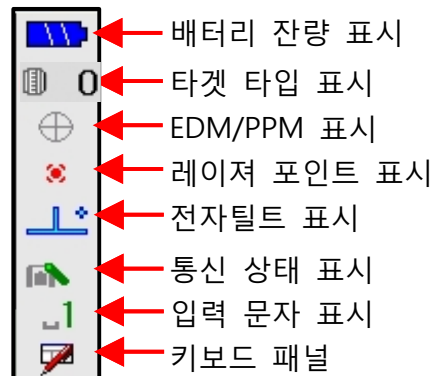 배터리 잔량 표시
0 타겟 타입 표시
EDM/PPM 표시
레이져 포인트 표시
전자틸트 표시
통신 상태 표시
1 입력 문자 표시
키보드 패널